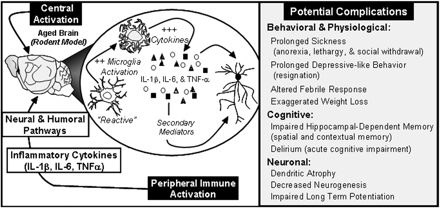 Central
Activation
Aged Brain
(Rodent Model)
+++
Cytokines
++ Microglia
Activation
IL-1β, IL-6, & TNFα
"Reactive"
Secondary
Mediators
Neural & Humoral
Pathways
Inflammatory Cytokines
(IL-1β, IL-6, TNFα)
Peripheral Immune
Activation
Potential Complications
Behavioral & Physiological:
Prolonged Sickness
(anorexia, lethargy, & social withdrawal)
Prolonged Depressive-like Behavior
(resignation)
Altered Febrile Response
Exaggerated Weight Loss
Cognitive:
Impaired Hippocampal-Dependent Memory
(spatial and contextual memory)
Delirium (acute cognitive impairment)
Neuronal:
Dendritic Atrophy
Decreased Neurogenesis
Impaired Long Term Potentiation